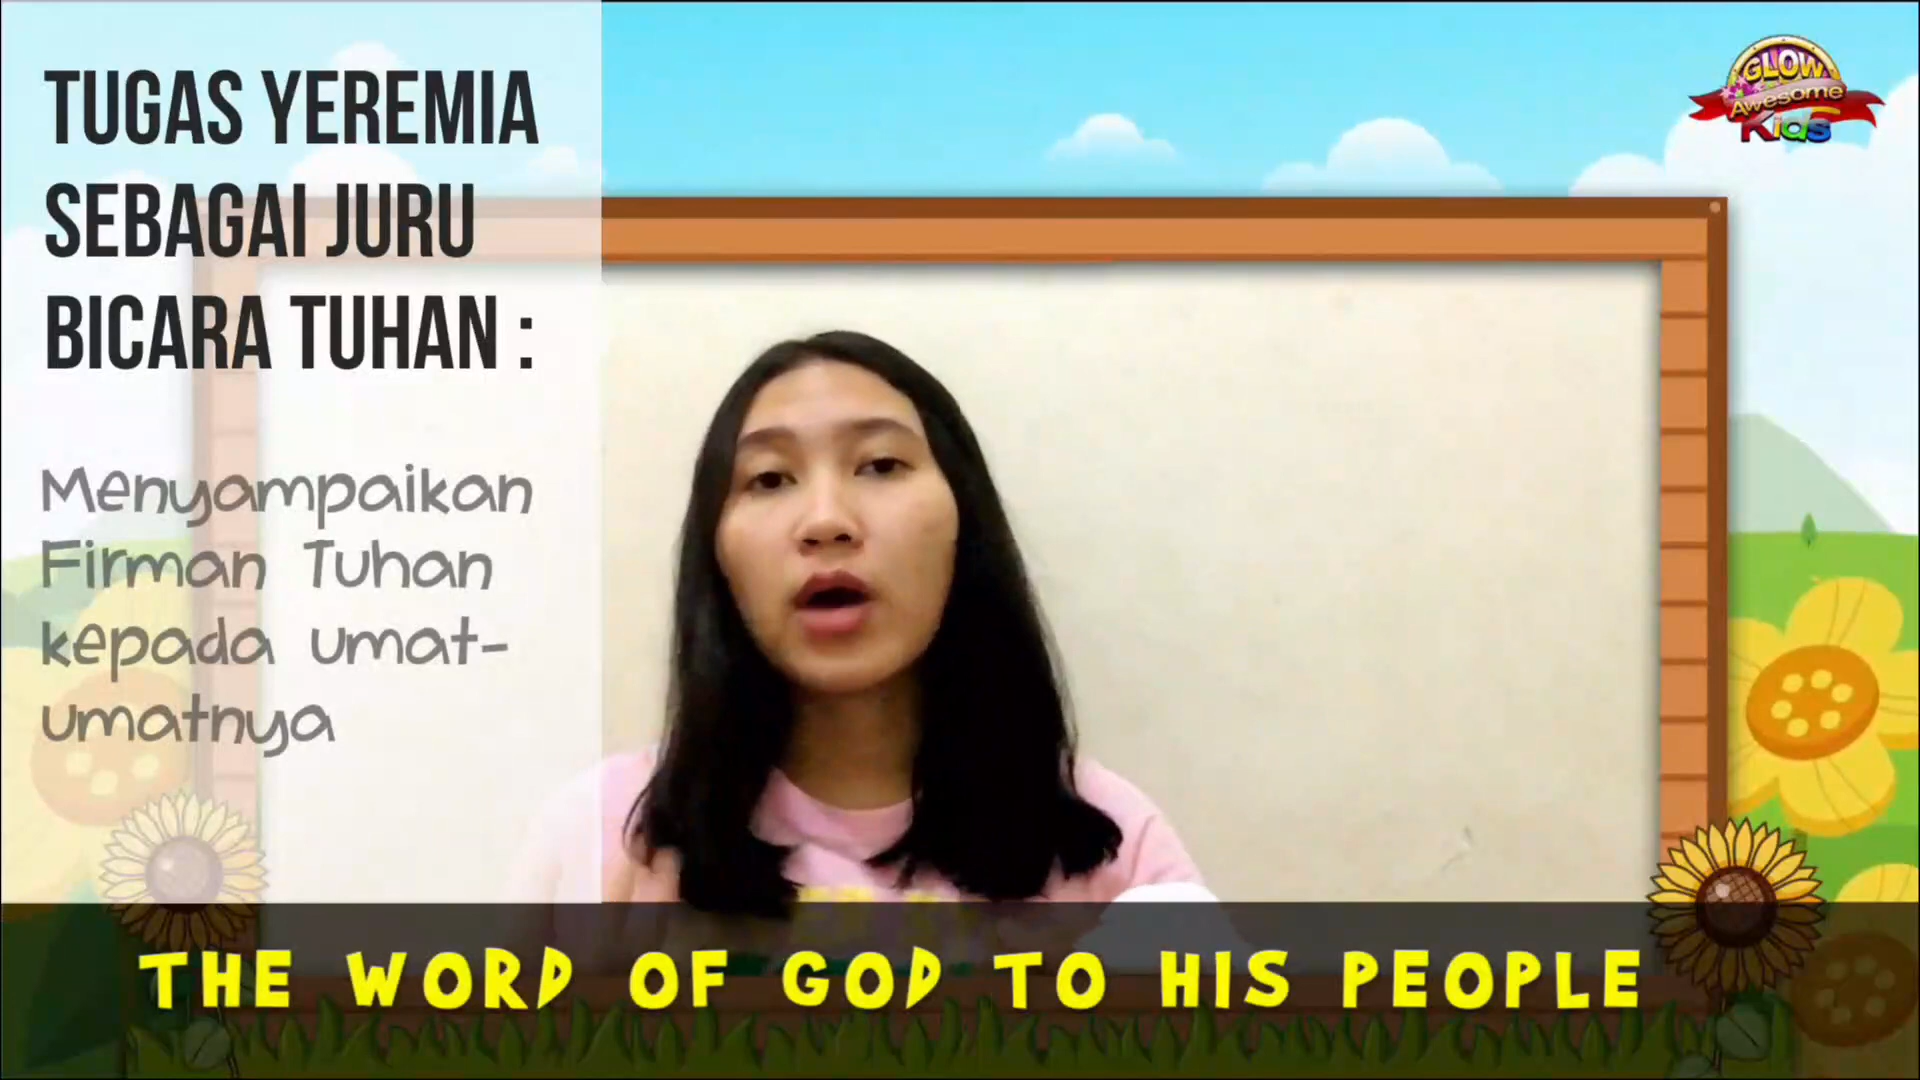 TUGAS YEREMIA
SEBAGAI JURU
BICARA TUHAN :
Menyampaikan
Firman Tuhan
kepada umat-
umatnya
GLOW
Awesome
Kids
THE WORD OF GOD TO HIS PEOPLE